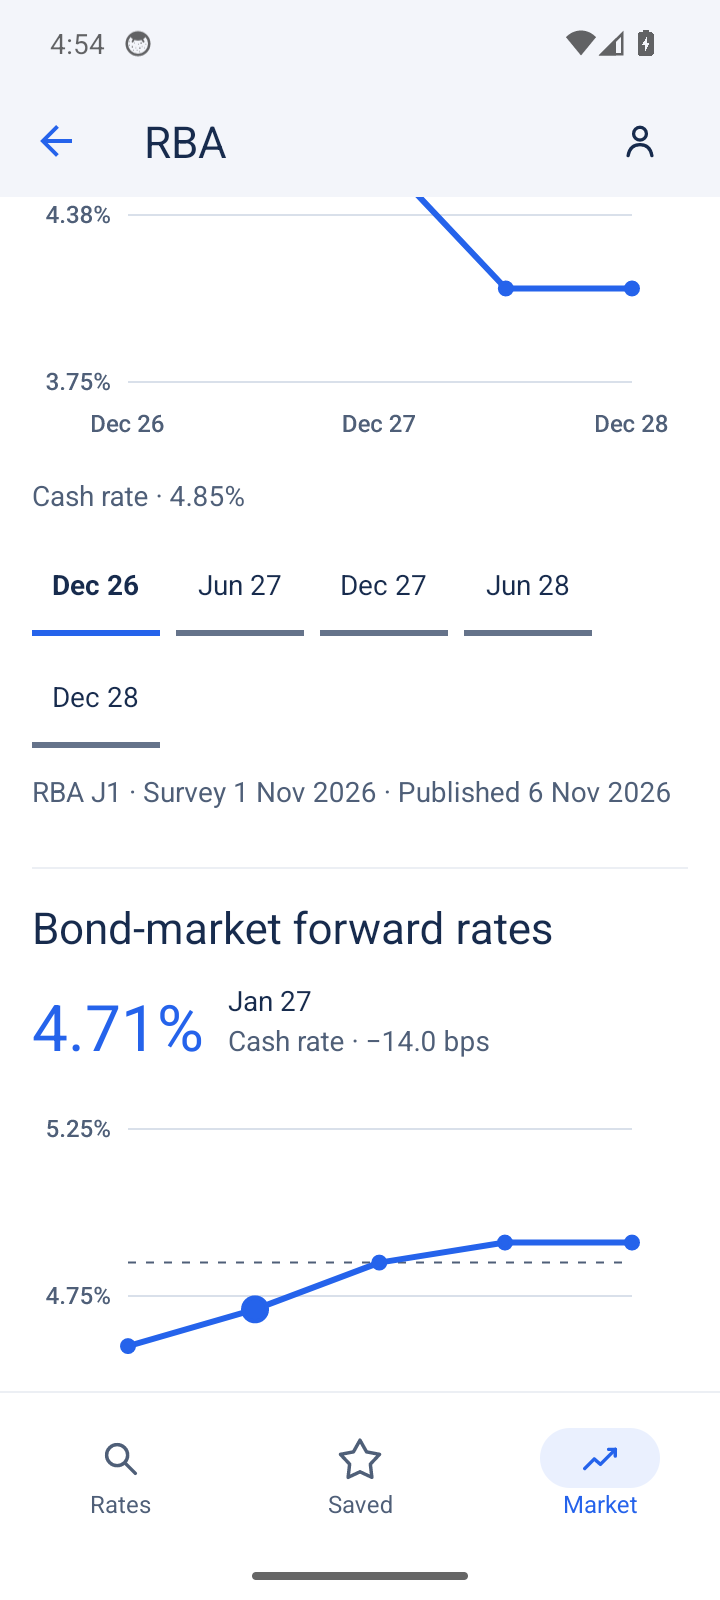 4:54
RBA
4.38%
3.75%
Dec 26 Dec 27 Dec 28
Cash rate · 4.85%
Dec 26 Jun 27 Dec 27 Jun 28
Dec 28
RBA J1 · Survey 1 Nov 2026 · Published 6 Nov 2026
Bond-market forward rates
4.71%
Jan 27
Cash rate · −14.0 bps
5.25%
4.75%
Rates Saved Market